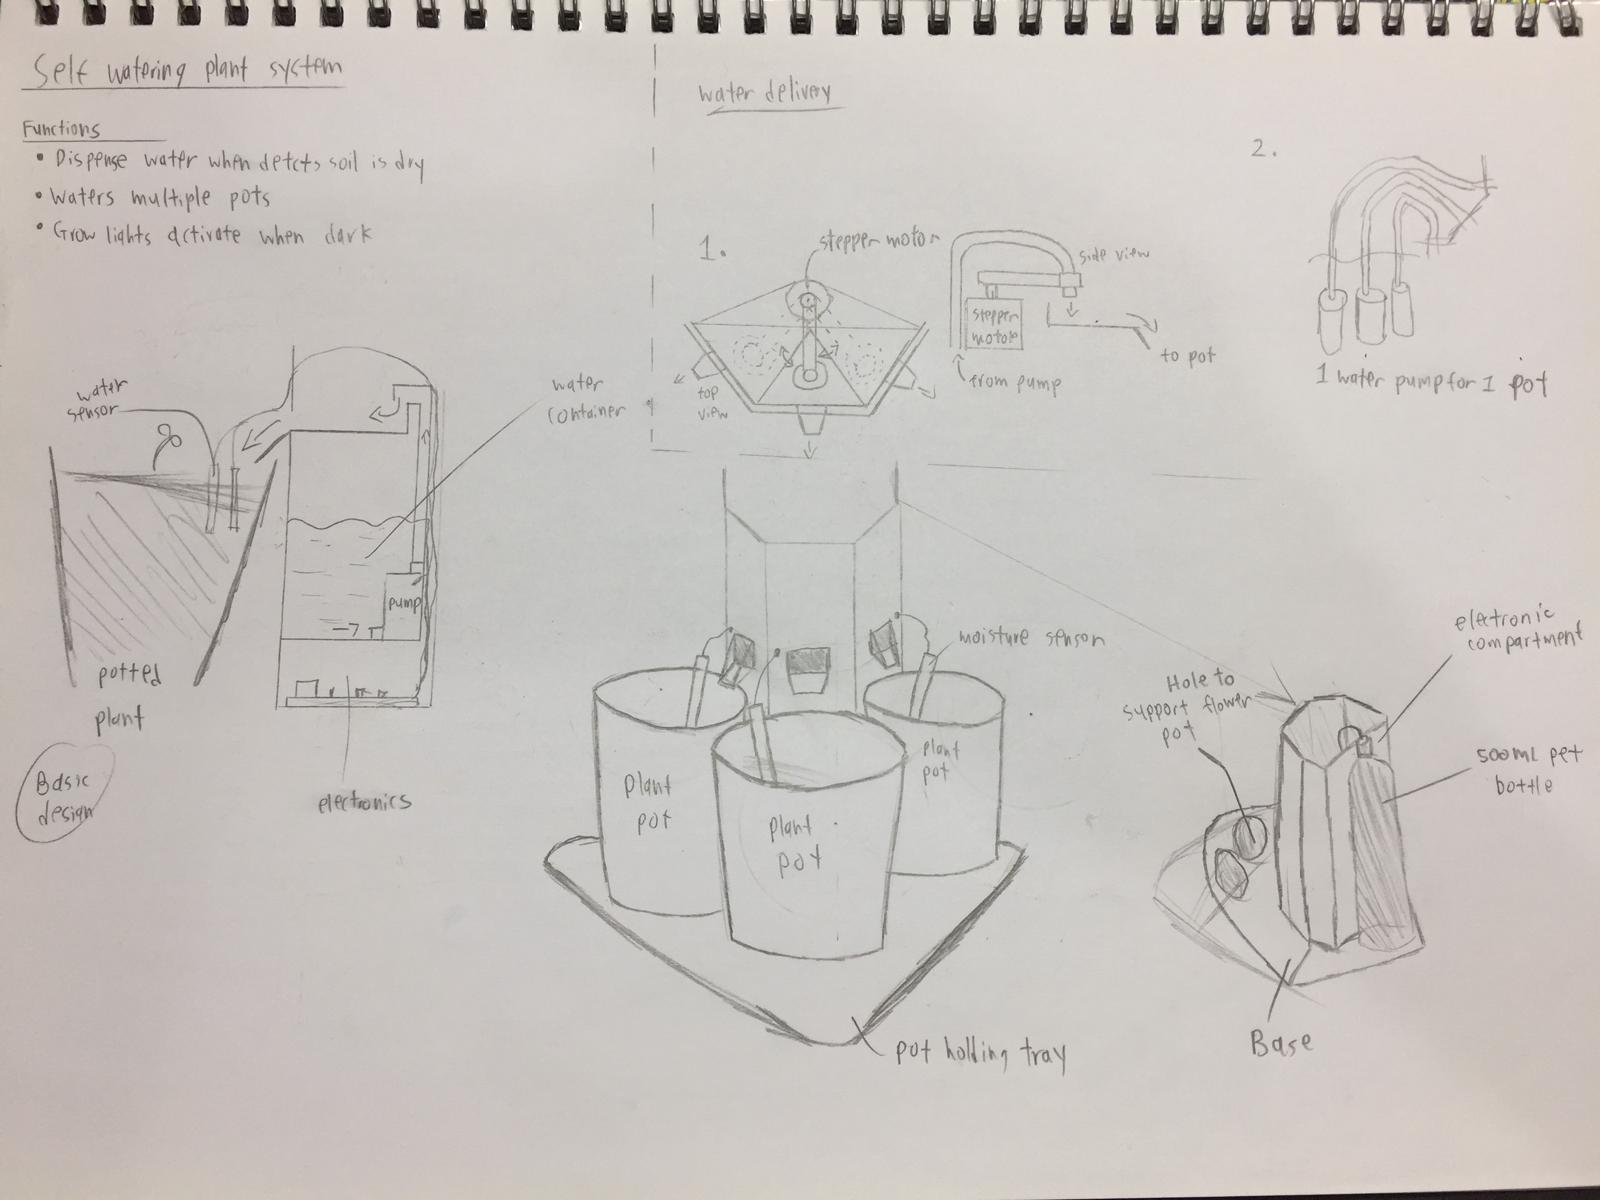 Self watering plant system
Functions
• Dispense water when detcts soil is dry
• Waters multiple pots
• Grow lights activate when dark
water delivery
1.
stepper motor
side view
stepper
motor
to pot
from pump
top
view
2.
1 water pump for 1 pot
water
sensor
water
container
pump
potted
plant
Basic
design
electronics
moisture sensor
plant
pot
plant
pot
plant
pot
pot holding tray
Hole to
support flower
pot
eletronic
compartment
500mL pet
bottle
Base